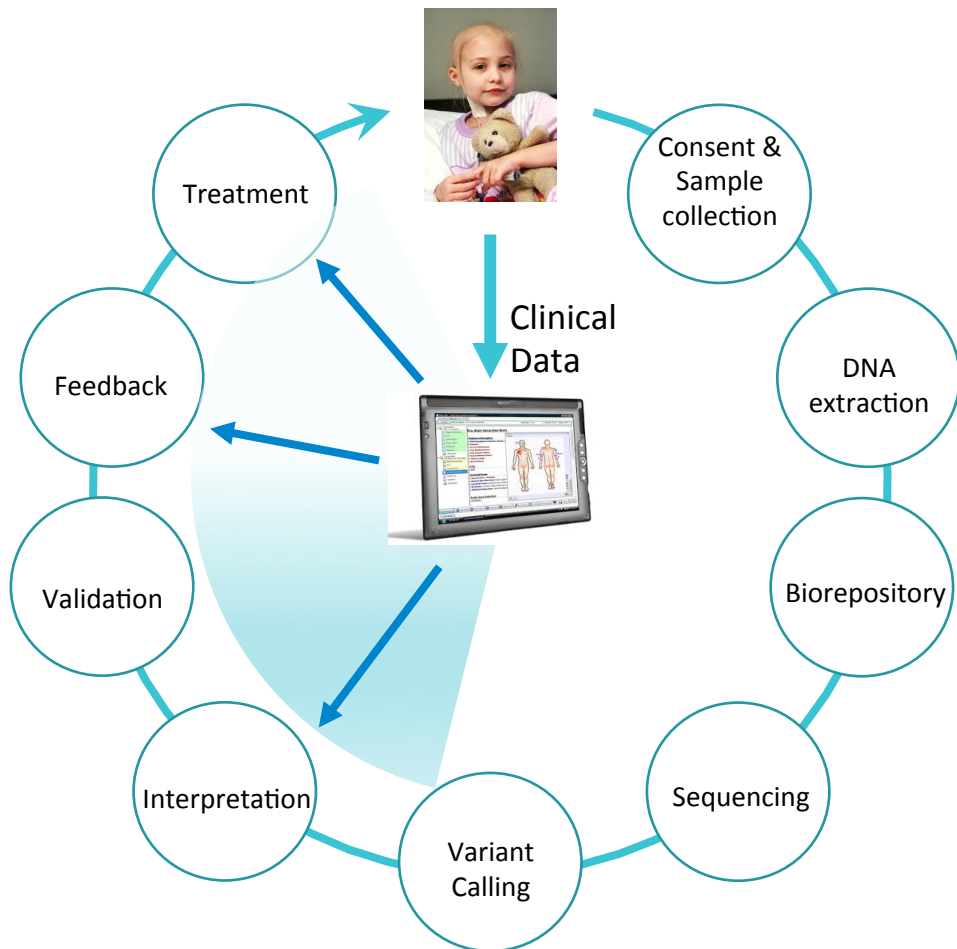 Consent &
Sample
collection
Treatment
Clinical
Data
DNA
extraction
Feedback
Validation
Biorepository
Interpretation
Sequencing
Variant
Calling